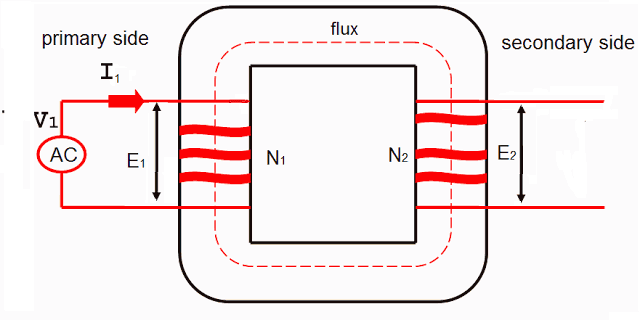 flux
primary side
secondary side
I₁
V1
AC
E₁
N₁
N₂
E₂